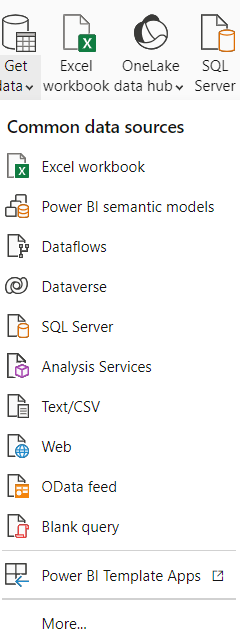 Get
data
Excel
workbook
OneLake
data hub
SQL
Server
Common data sources
Excel workbook
Power BI semantic models
Dataflows
Dataverse
SQL Server
Analysis Services
Text/CSV
Web
OData feed
Blank query
Power BI Template Apps
More...